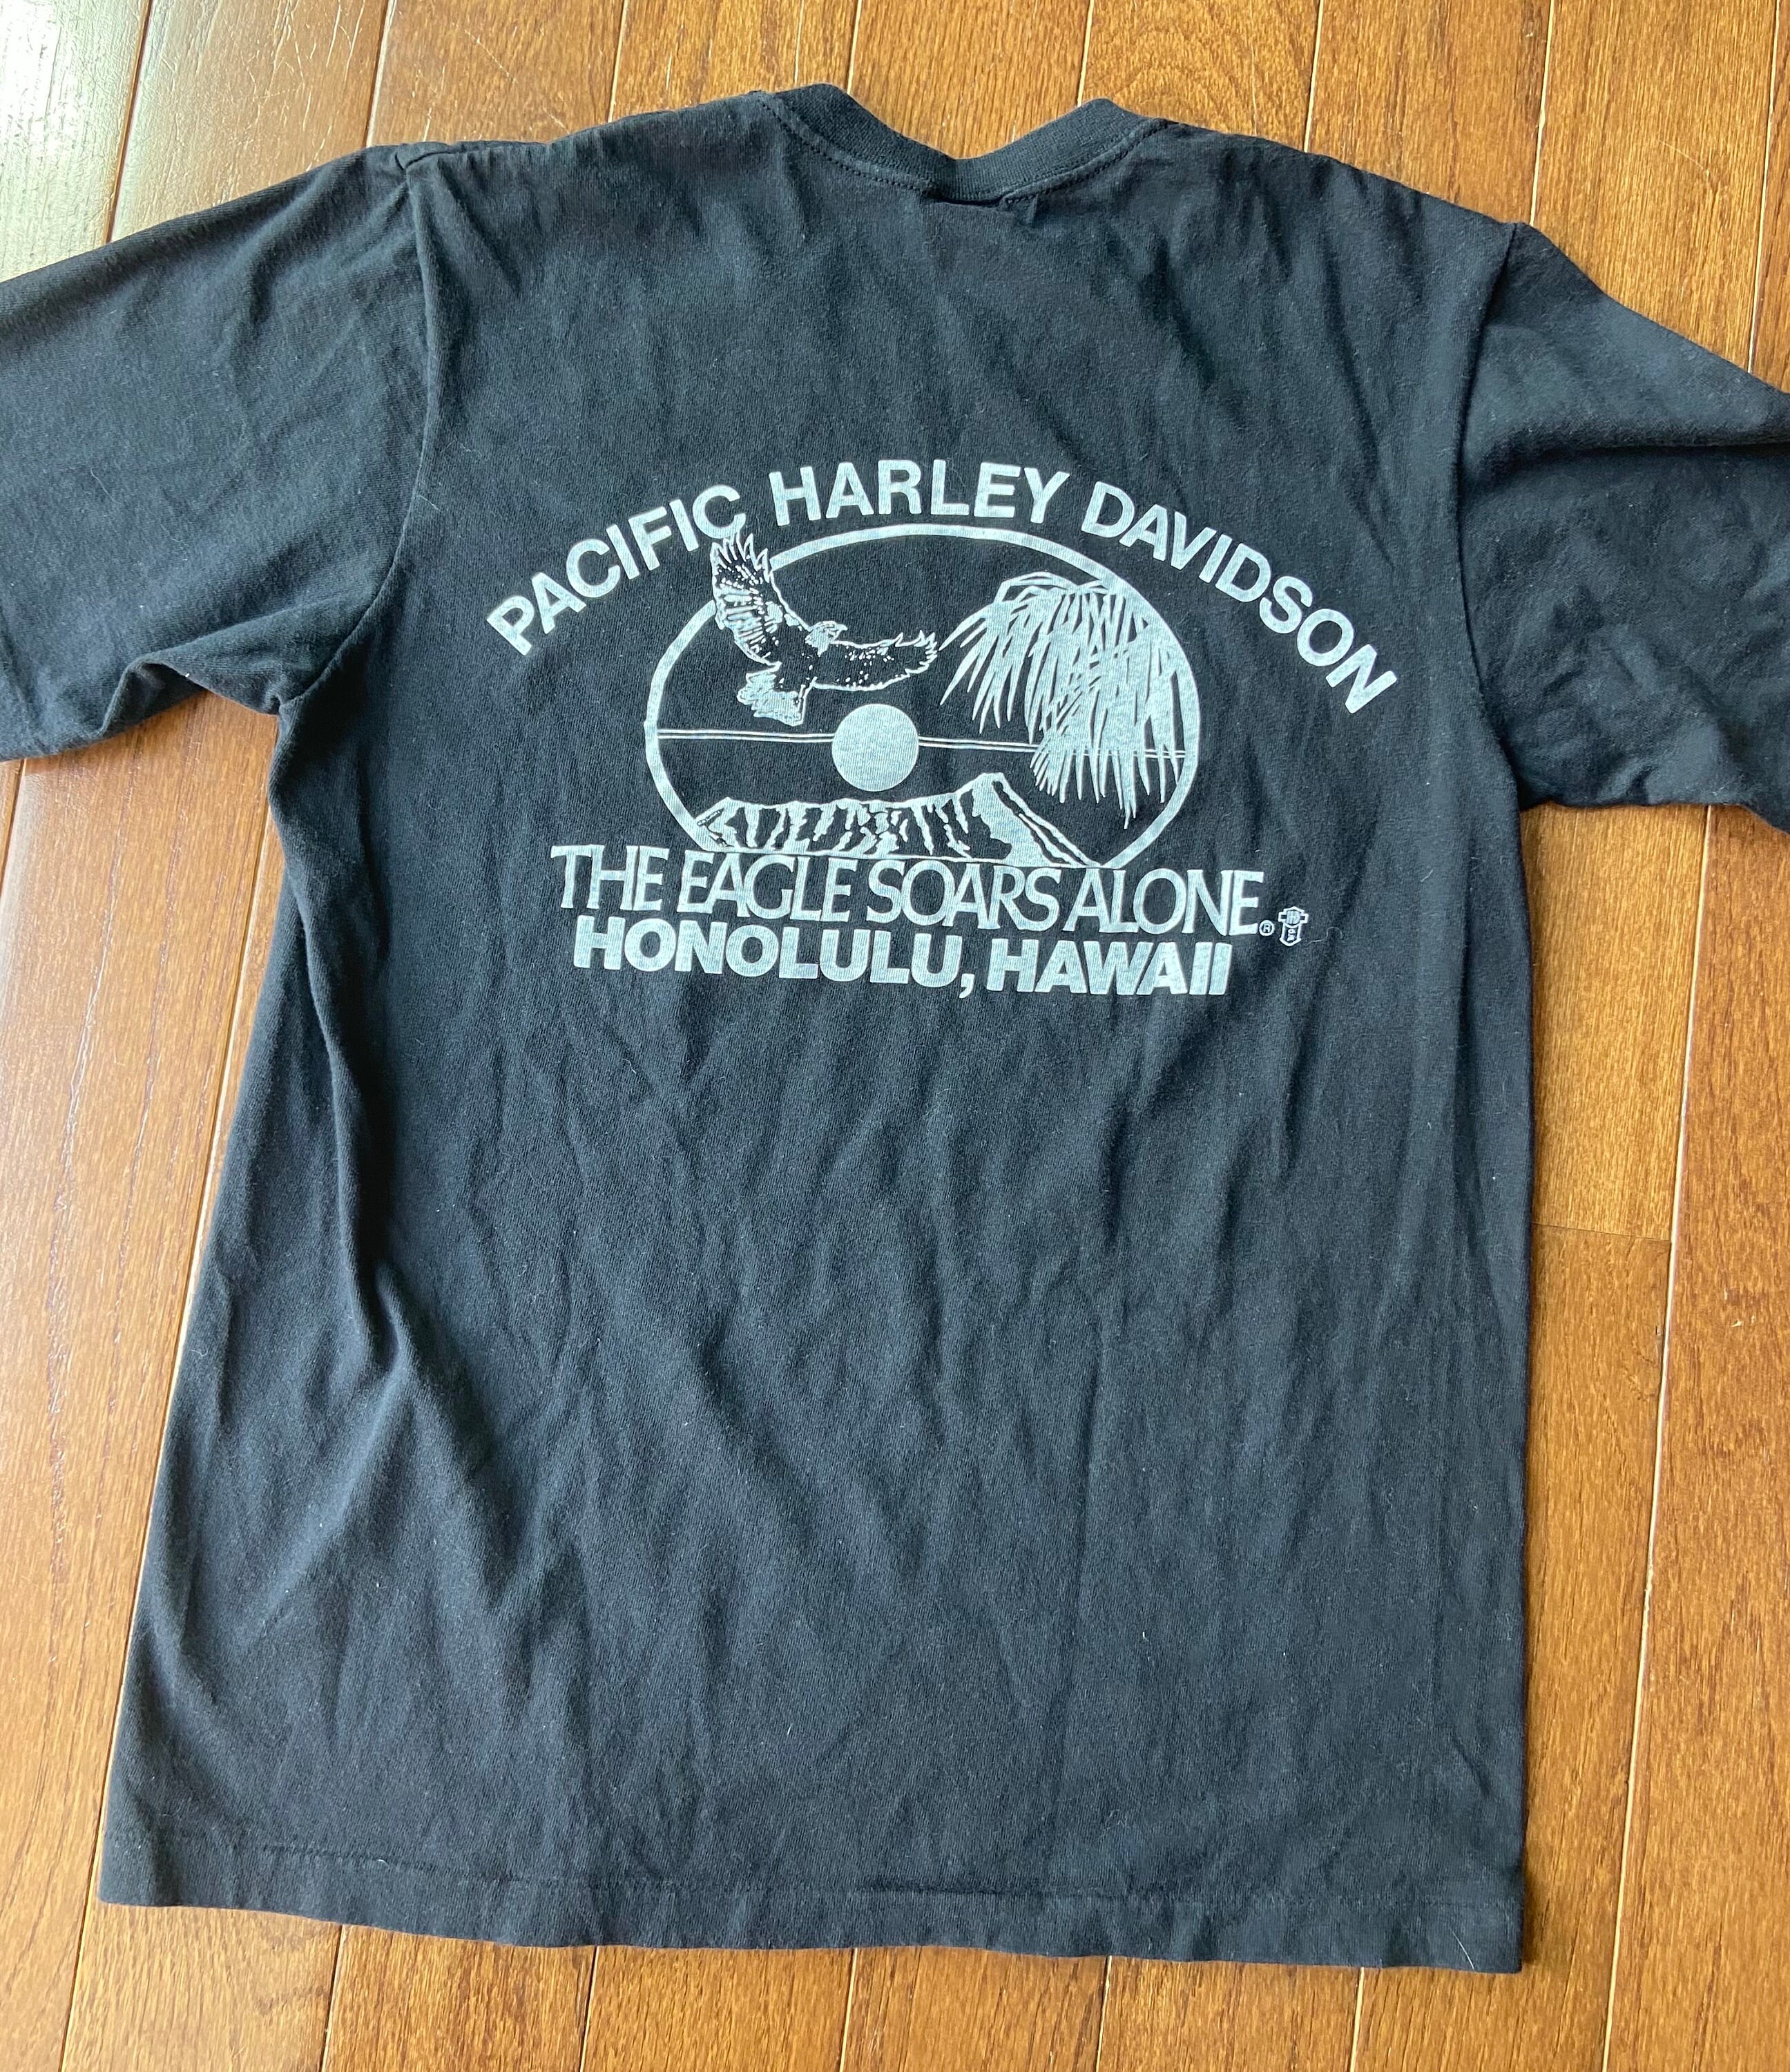 PACIFIC HARLEY DAVIDSON
THE EAGLE SOARS ALONE.®
HONOLULU, HAWAII